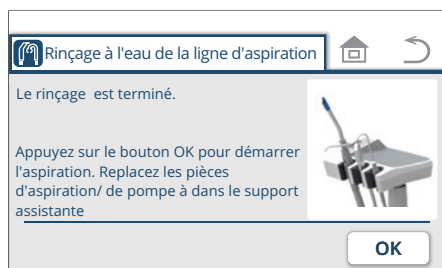 Rinçage à l'eau de la ligne d'aspiration
Le rinçage est terminé.
Appuyez sur le bouton OK pour démarrer
l'aspiration. Replacez les pièces
d'aspiration/ de pompe à dans le support
assistante
OK